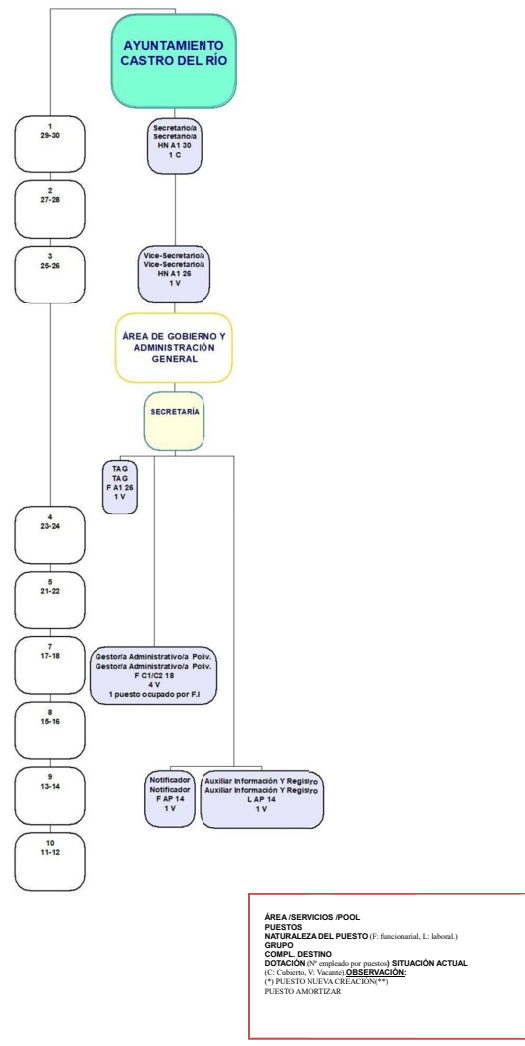 AYUNTAMIENTO
CASTRO DEL RÍO
1
29-30
2
27-28
3
25-26
4
23-24
5
21-22
7
17-18
8
15-16
9
13-14
10
11-12
Secretario/a
Secretario/a
HN A1 30
1 C
Vice-Secretario/a
Vice-Secretario/a
HN A1 26
1 V
ÁREA DE GOBIERNO Y
ADMINISTRACIÓN
GENERAL
SECRETARÍA
TAG
TAG
F A1 26
1 V
Gestor/a Administrativo/a Polv.
Gestor/a Administrativo/a Polv.
F C1/C2 18
4 V
1 puesto ocupado por F.I
Notificador
Notificador
F AP 14
1 V
Auxiliar Información Y Registro
Auxiliar Información Y Registro
L AP 14
1 V
ÁREA /SERVICIOS /POOL
PUESTOS
NATURALEZA DEL PUESTO (F: funcionarial, L: laboral.)
GRUPO
COMPL. DESTINO
DOTACIÓN (Nº empleado por puestos) SITUACIÓN ACTUAL
(C: Cubierto, V: Vacante).OBSERVACIÓN:
(*) PUESTO NUEVA CREACIÓN(**)
PUESTO AMORTIZAR